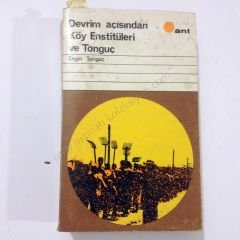 Devrim açısından
Köy Enstitüleri
ve Tonguç
ant
Engin Tonguç